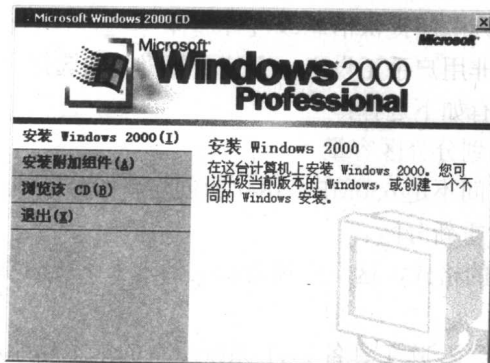 Microsoft Windows 2000 CD
Microsoft
Microsoft
Windows 2000
Professional
安装 Windows 2000(I)
安装附加组件(A)
浏览该 CD(B)
退出(X)
安装 Windows 2000
在这台计算机上安装 Windows 2000。您可
以升级当前版本的 Windows，或创建一个不
同的 Windows 安装。